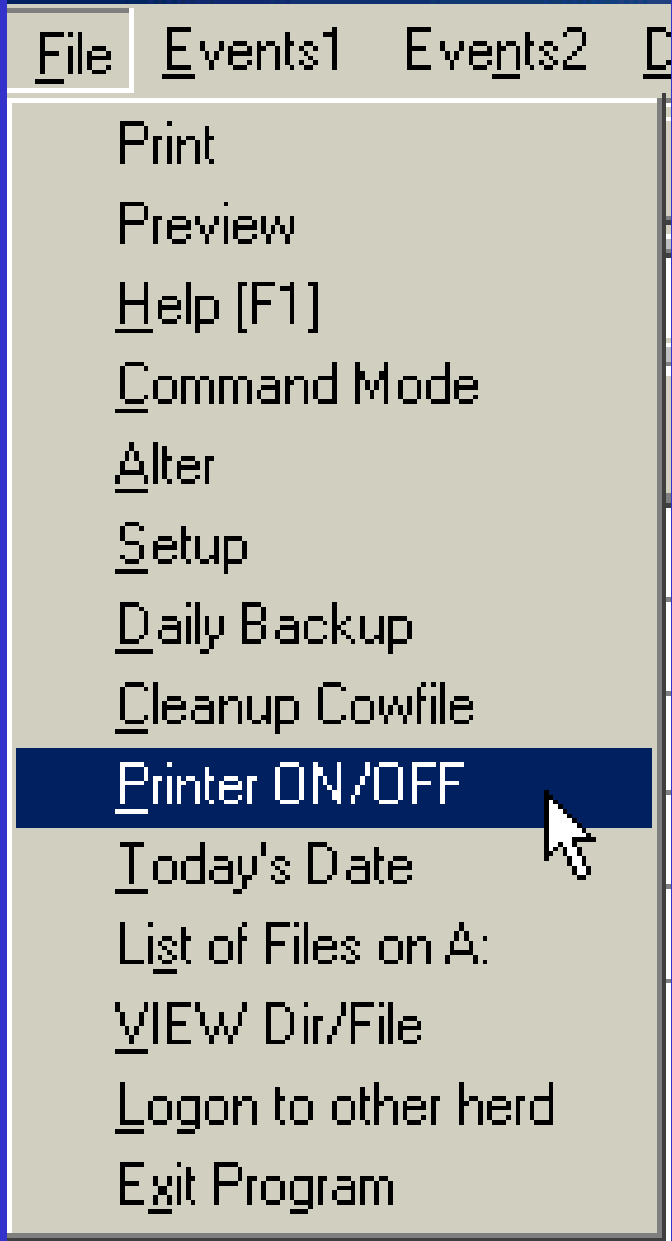 File Events1 Events2 D
Print
Preview
Help [F1]
Command Mode
Alter
Setup
Daily Backup
Cleanup Cowfile
Printer ON/OFF
Today's Date
List of Files on A:
VIEW Dir/File
Logon to other herd
Exit Program